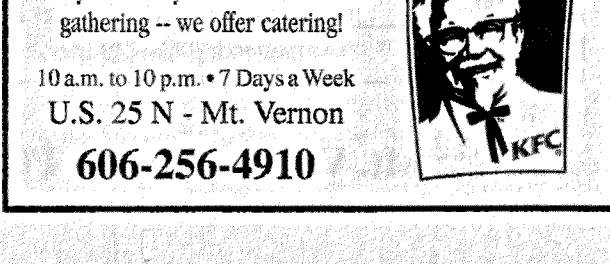 gathering -- we offer catering!
10 a.m. to 10 p.m. • 7 Days a Week
U.S. 25 N - Mt. Vernon
606-256-4910
KFC